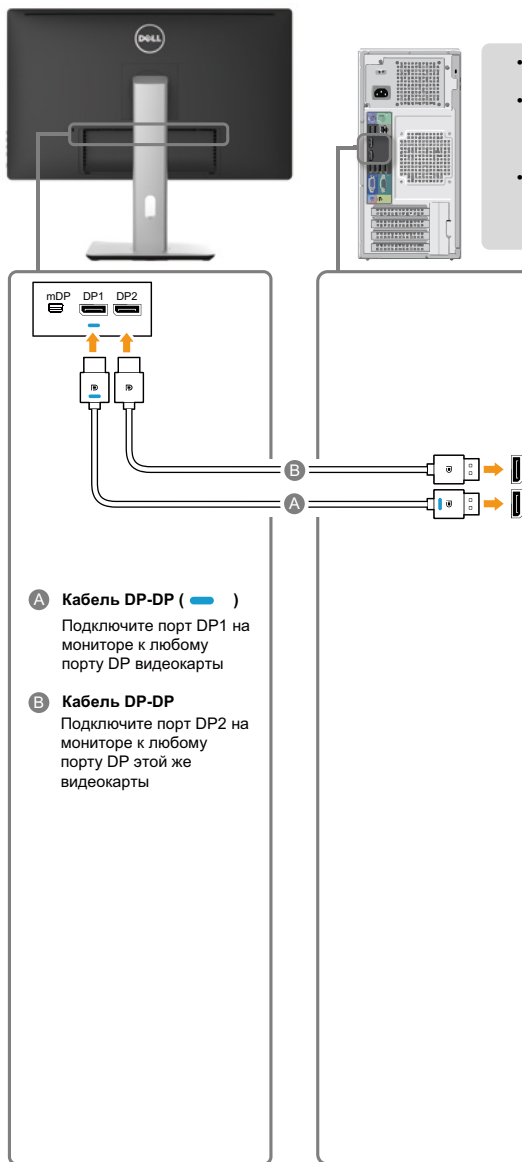 DELL
mDP DP1 DP2
B
A
A Кабель DP-DP ( )
Подключите порт DP1 на
мониторе к любому
порту DP видеокарты
B Кабель DP-DP
Подключите порт DP2 на
мониторе к любому
порту DP этой же
видеокарты